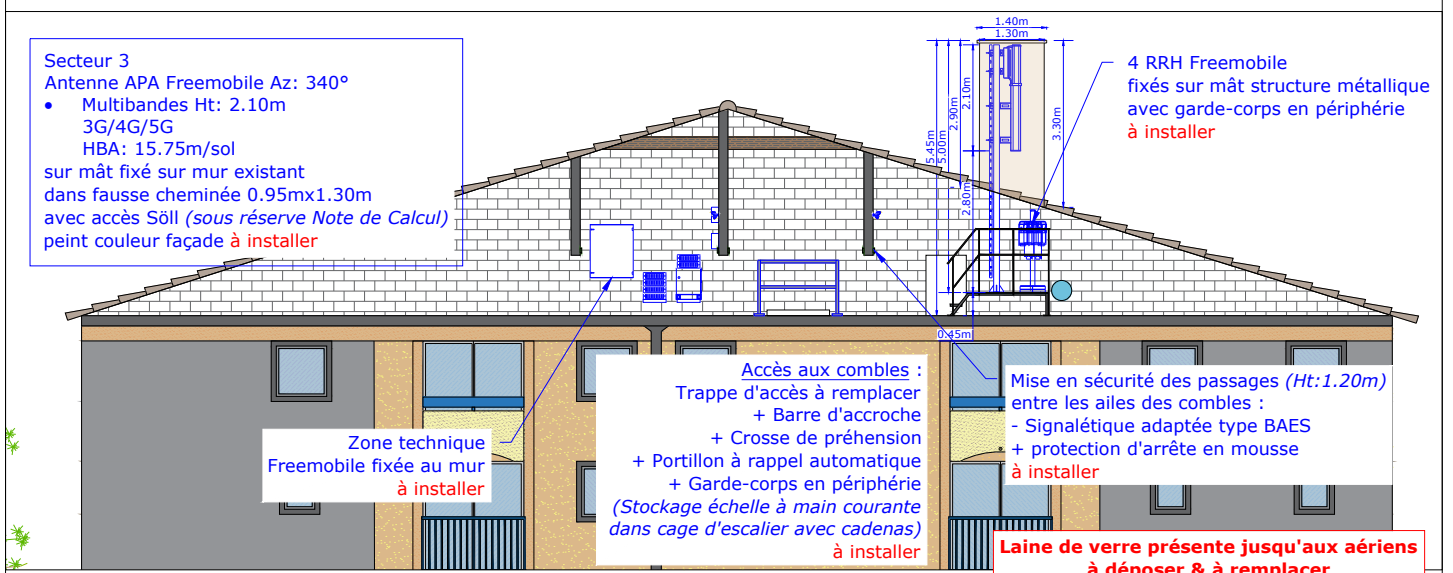 Secteur 3
Antenne APA Freemobile Az: 340°
• Multibandes Ht: 2.10m
3G/4G/5G
HBA: 15.75m/sol
sur mât fixé sur mur existant
dans fausse cheminée 0.95mx1.30m
avec accès Söll (sous réserve Note de Calcul)
peint couleur façade à installer
1.40m
1.30m
2.10m
2.90m
5.45m
5.00m
3.30m
2.80m
0.45m
4 RRH Freemobile
fixés sur mât structure métallique
avec garde-corps en périphérie
à installer
Zone technique
Freemobile fixée au mur
à installer
Accès aux combles :
Trappe d'accès à remplacer
+ Barre d'accroche
+ Crosse de préhension
+ Portillon à rappel automatique
+ Garde-corps en périphérie
(Stockage échelle à main courante
dans cage d'escalier avec cadenas)
à installer
Mise en sécurité des passages (Ht:1.20m)
entre les ailes des combles :
- Signalétique adaptée type BAES
+ protection d'arrête en mousse
à installer
Laine de verre présente jusqu'aux aériens
à déposer & à remplacer